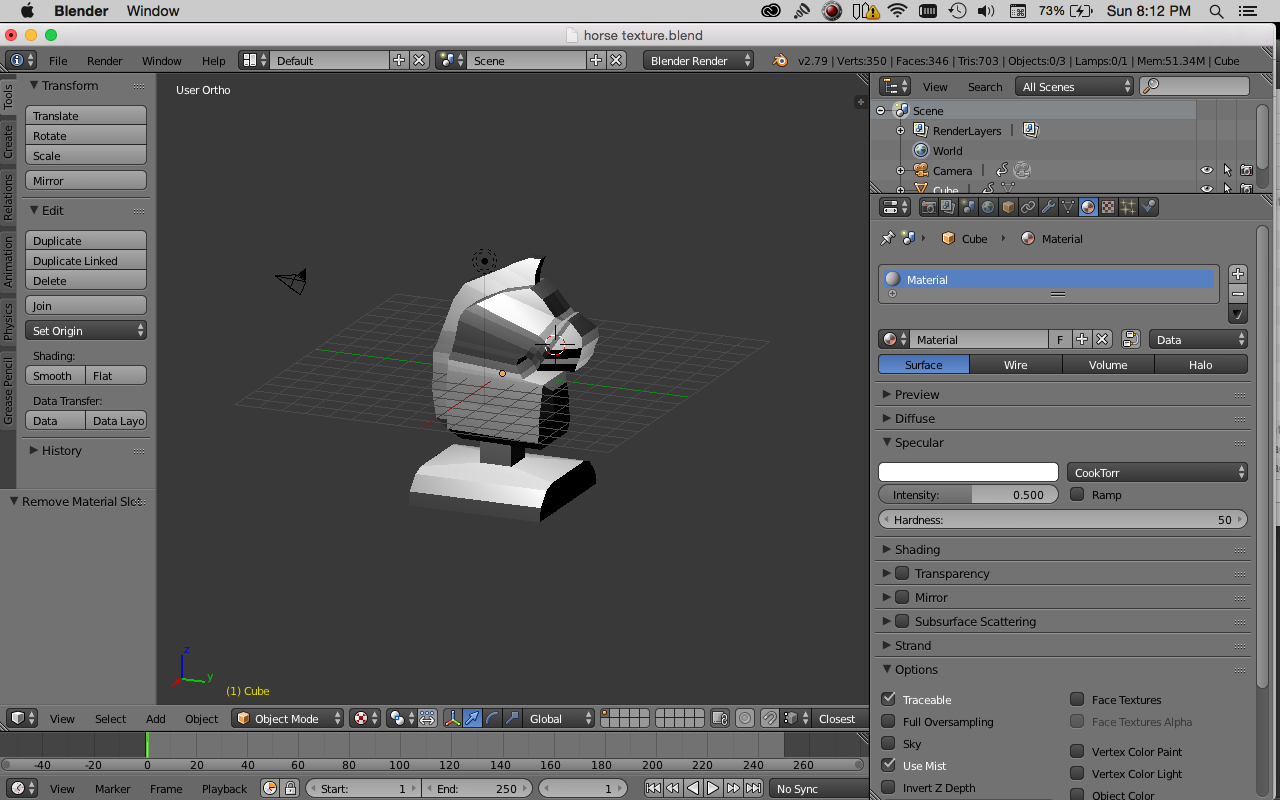 Blender Window 73% Sun 8:12 PM
horse texture.blend
File Render Window Help Default Scene Blender Render v2.79 | Verts:350 | Faces:346 | Tris:703 | Objects:0/3 | Lamps:0/1 | Mem:51.34M | Cube
Tools
Create
Relations
Animation
Physics
Grease Pencil
Transform
Translate
Rotate
Scale
Mirror
Edit
Duplicate
Duplicate Linked
Delete
Join
Set Origin
Shading:
Smooth Flat
Data Transfer:
Data Data Layo
History
Remove Material Slo
User Ortho
z
y
(1) Cube
View Select Add Object Object Mode Global Closest
-40 -20 0 20 40 60 80 100 120 140 160 180 200 220 240 260
View Marker Frame Playback Start: 1 End: 250 1 No Sync
View Search All Scenes
Scene
RenderLayers |
World
Camera |
Cube |
Cube Material
Material
Material F Data
Surface Wire Volume Halo
Preview
Diffuse
Specular
CookTorr
Intensity: 0.500 Ramp
Hardness: 50
Shading
Transparency
Mirror
Subsurface Scattering
Strand
Options
Traceable Face Textures
Full Oversampling Face Textures Alpha
Sky
Use Mist
Invert Z Depth
Vertex Color Paint
Vertex Color Light
Object Color